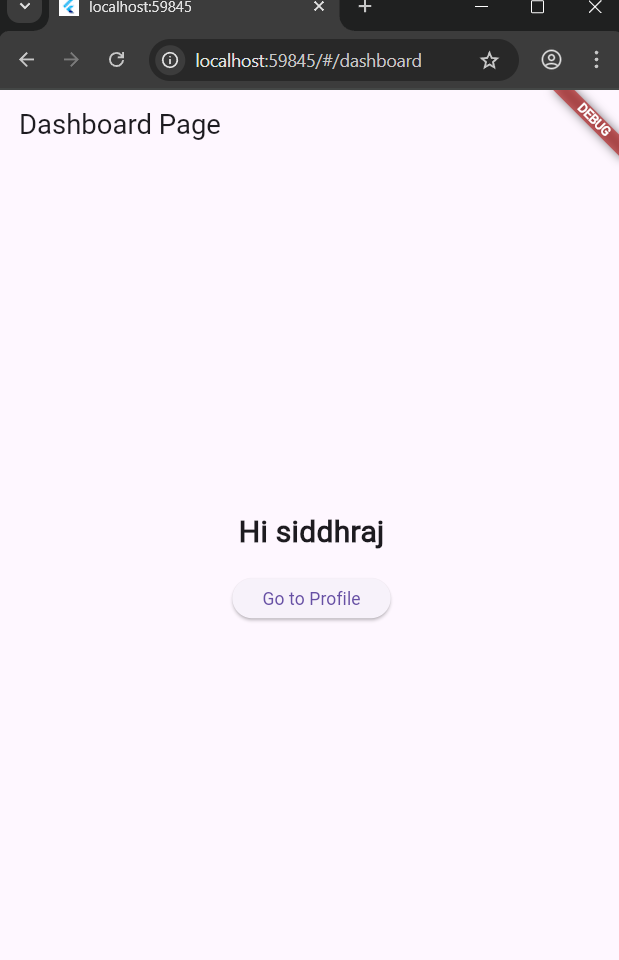 localhost:59845
localhost:59845/#/dashboard
Dashboard Page
DEBUG
Hi siddhraj
Go to Profile